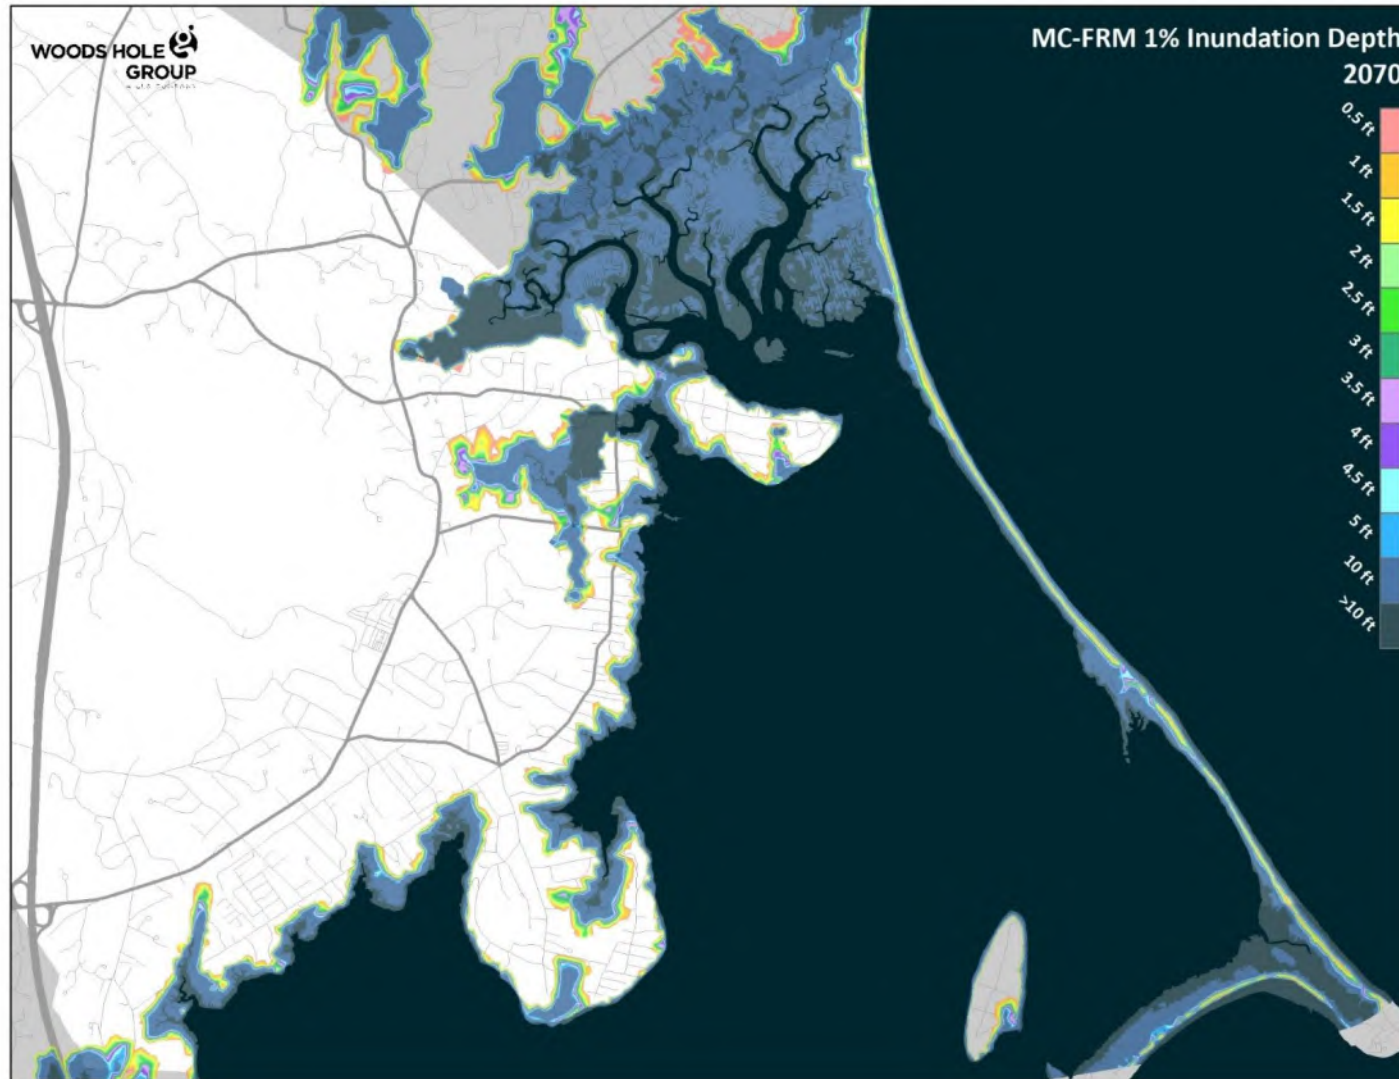 WOODS HOLE
GROUP
MC-FRM 1% Inundation Depth
2070
0.5 ft
1 ft
1.5 ft
2 ft
2.5 ft
3 ft
3.5 ft
4 ft
4.5 ft
5 ft
10 ft
>10 ft